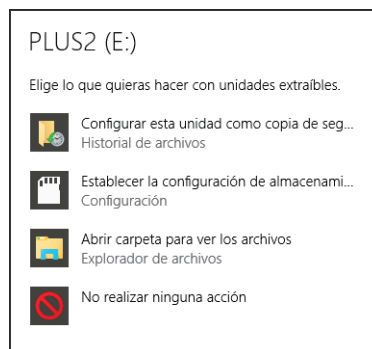 PLUS2 (E:)
Elige lo que quieras hacer con unidades extraíbles.
Configurar esta unidad como copia de seg...
Historial de archivos
Establecer la configuración de almacenami...
Configuración
Abrir carpeta para ver los archivos
Explorador de archivos
No realizar ninguna acción